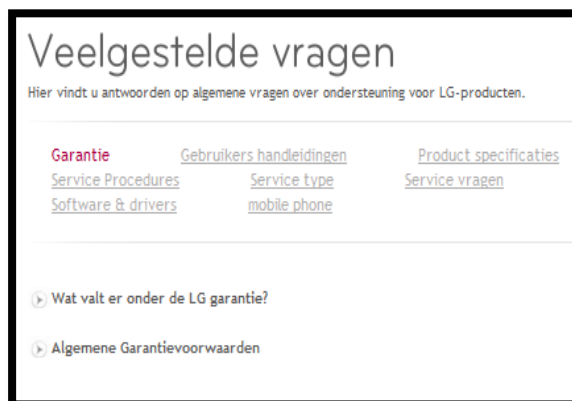 Veelgestelde vragen
Hier vindt u antwoorden op algemene vragen over ondersteuning voor LG-producten.
Garantie Gebruikers handleidingen Product specificaties
Service Procedures Service type Service vragen
Software & drivers mobile phone
Wat valt er onder de LG garantie?
Algemene Garantievoorwaarden